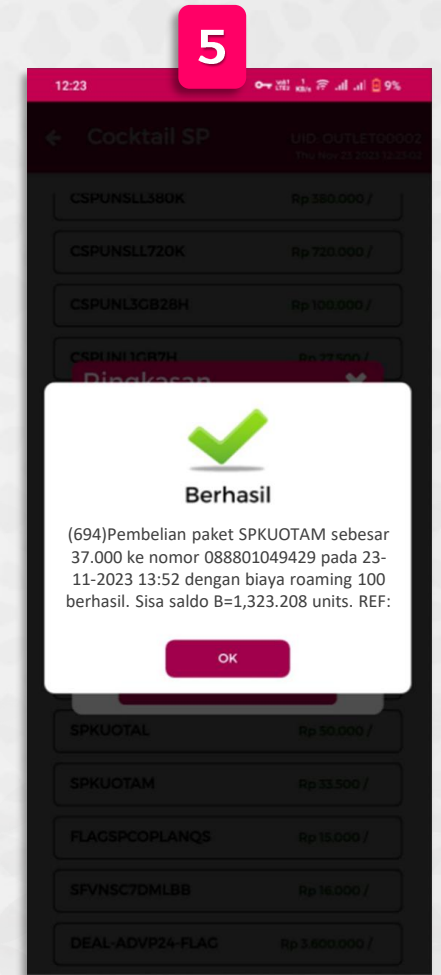 5
12:23
9%
Cocktail SP
UID: OUTLET00002
Thu Nov 23 2023 12:23:02
CSPUNSLL380K
Rp 380.000 /
CSPUNSLL720K
Rp 720.000 /
CSPUNL3GB28H
Rp 100.000 /
CSPUNL1GB7H
Rp 27.500 /
Ringkasan
Berhasil
(694)Pembelian paket SPKUOTAM sebesar
37.000 ke nomor 088801049429 pada 23-
11-2023 13:52 dengan biaya roaming 100
berhasil. Sisa saldo B=1,323.208 units. REF:
OK
SPKUOTAL
Rp 50.000 /
SPKUOTAM
Rp 33.500 /
FLAGSPCOPLANQS
Rp 15.000 /
SFVNSC7DMLBB
Rp 16.000 /
DEAL-ADVP24-FLAG
Rp 3.600.000 /